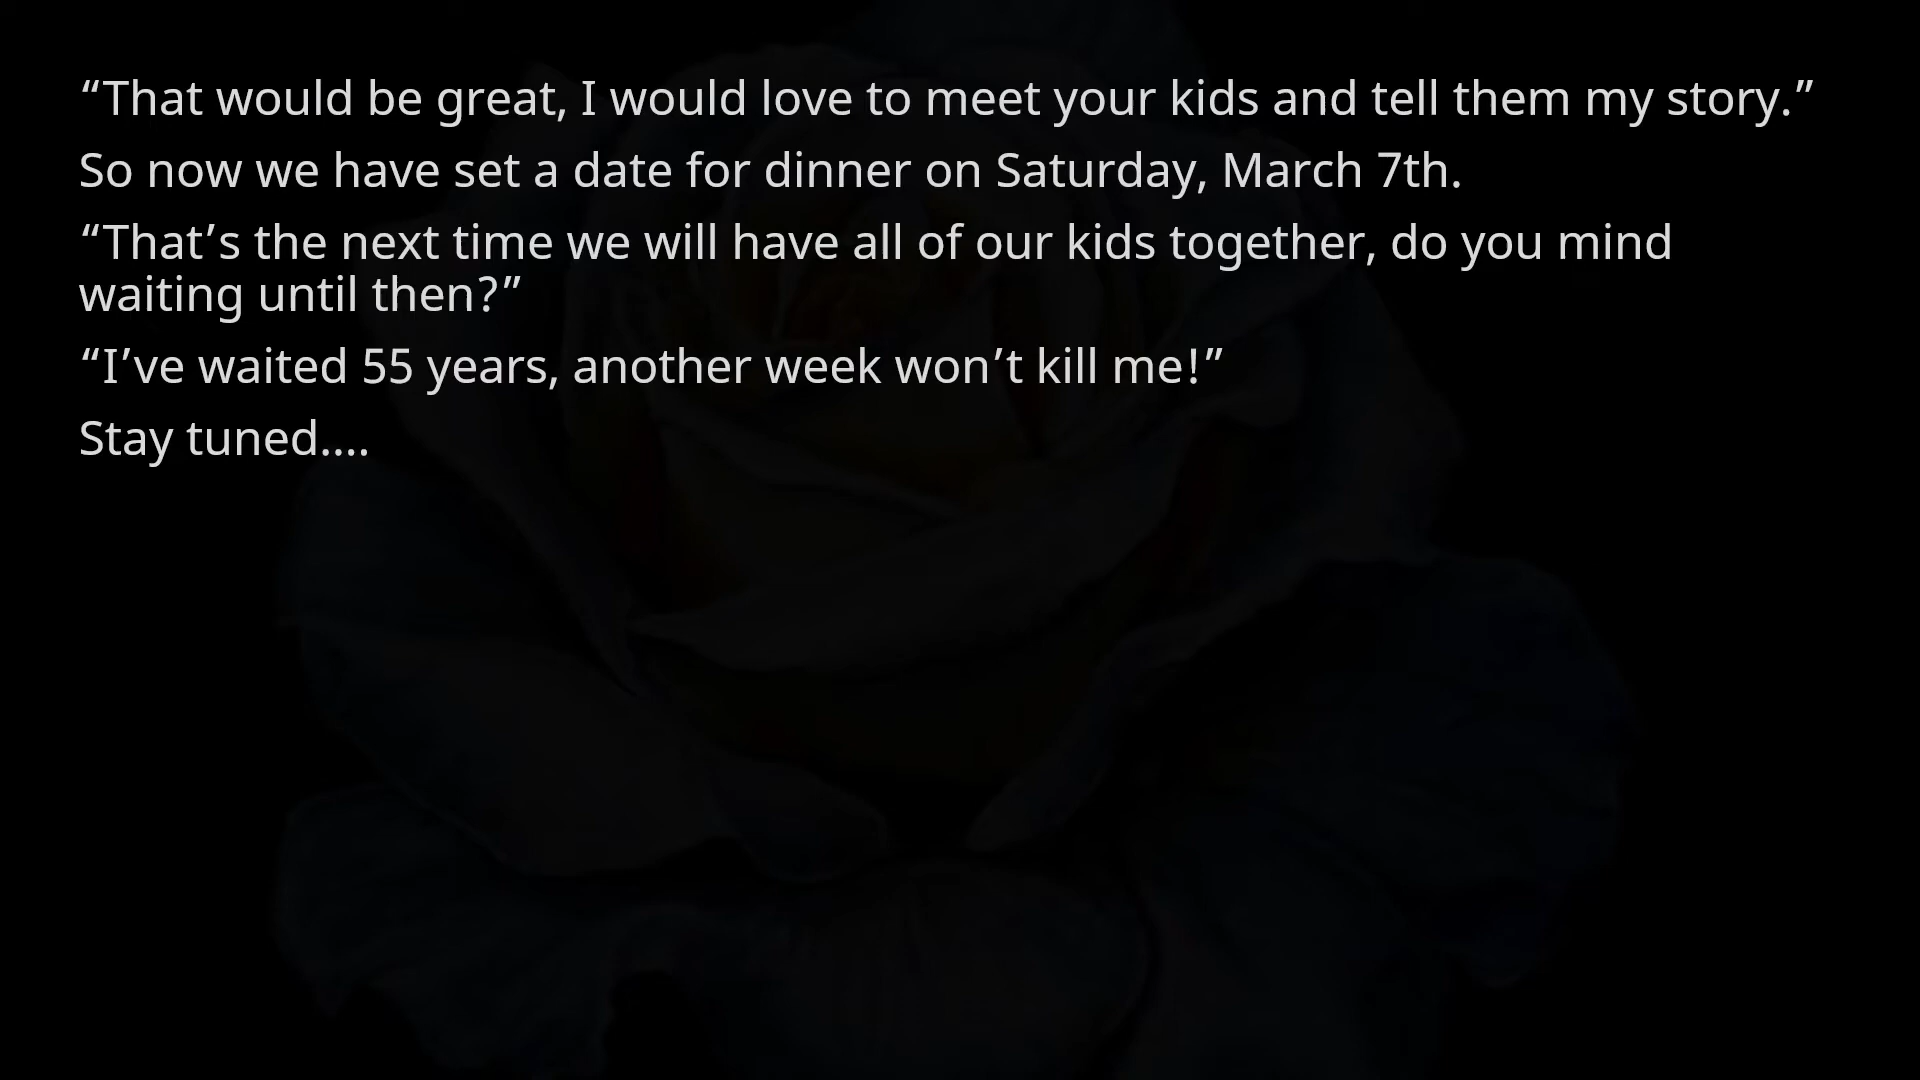 “That would be great, I would love to meet your kids and tell them my story.”
So now we have set a date for dinner on Saturday, March 7th.
“That’s the next time we will have all of our kids together, do you mind
waiting until then?”
“I’ve waited 55 years, another week won’t kill me!”
Stay tuned….